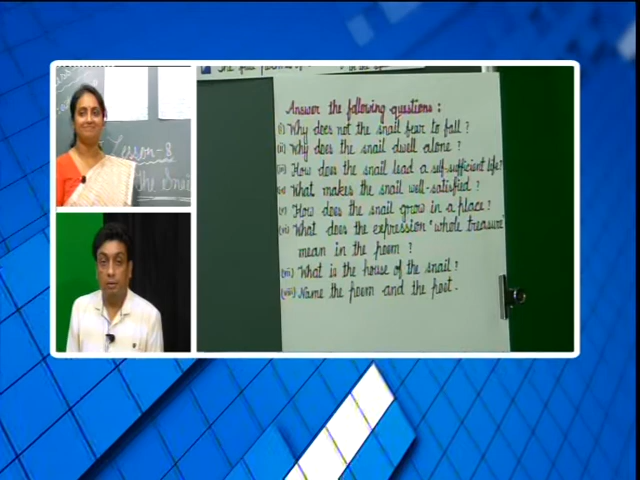 Lesson-8
the Snail
Answer the following questions :
(i) Why does not the snail fear to fall ?
(ii) Why does the snail dwell alone ?
(iii) How does the snail lead a self-sufficient life?
(iv) What makes the snail well-satisfied ?
(v) How does the snail grow in a place ?
(vi) What does the expression 'whole treasure'
mean in the poem ?
(vii) What is the house of the snail ?
(viii) Name the poem and the poet.